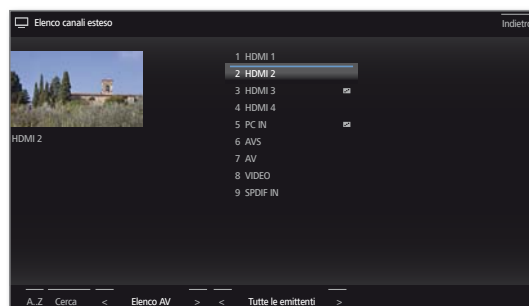 Elenco canali esteso
Indietro
1 HDMI 1
2 HDMI 2
3 HDMI 3
4 HDMI 4
5 PC IN
6 AVS
7 AV
8 VIDEO
9 SPDIF IN
HDMI 2
A..Z Cerca < Elenco AV > < Tutte le emittenti >